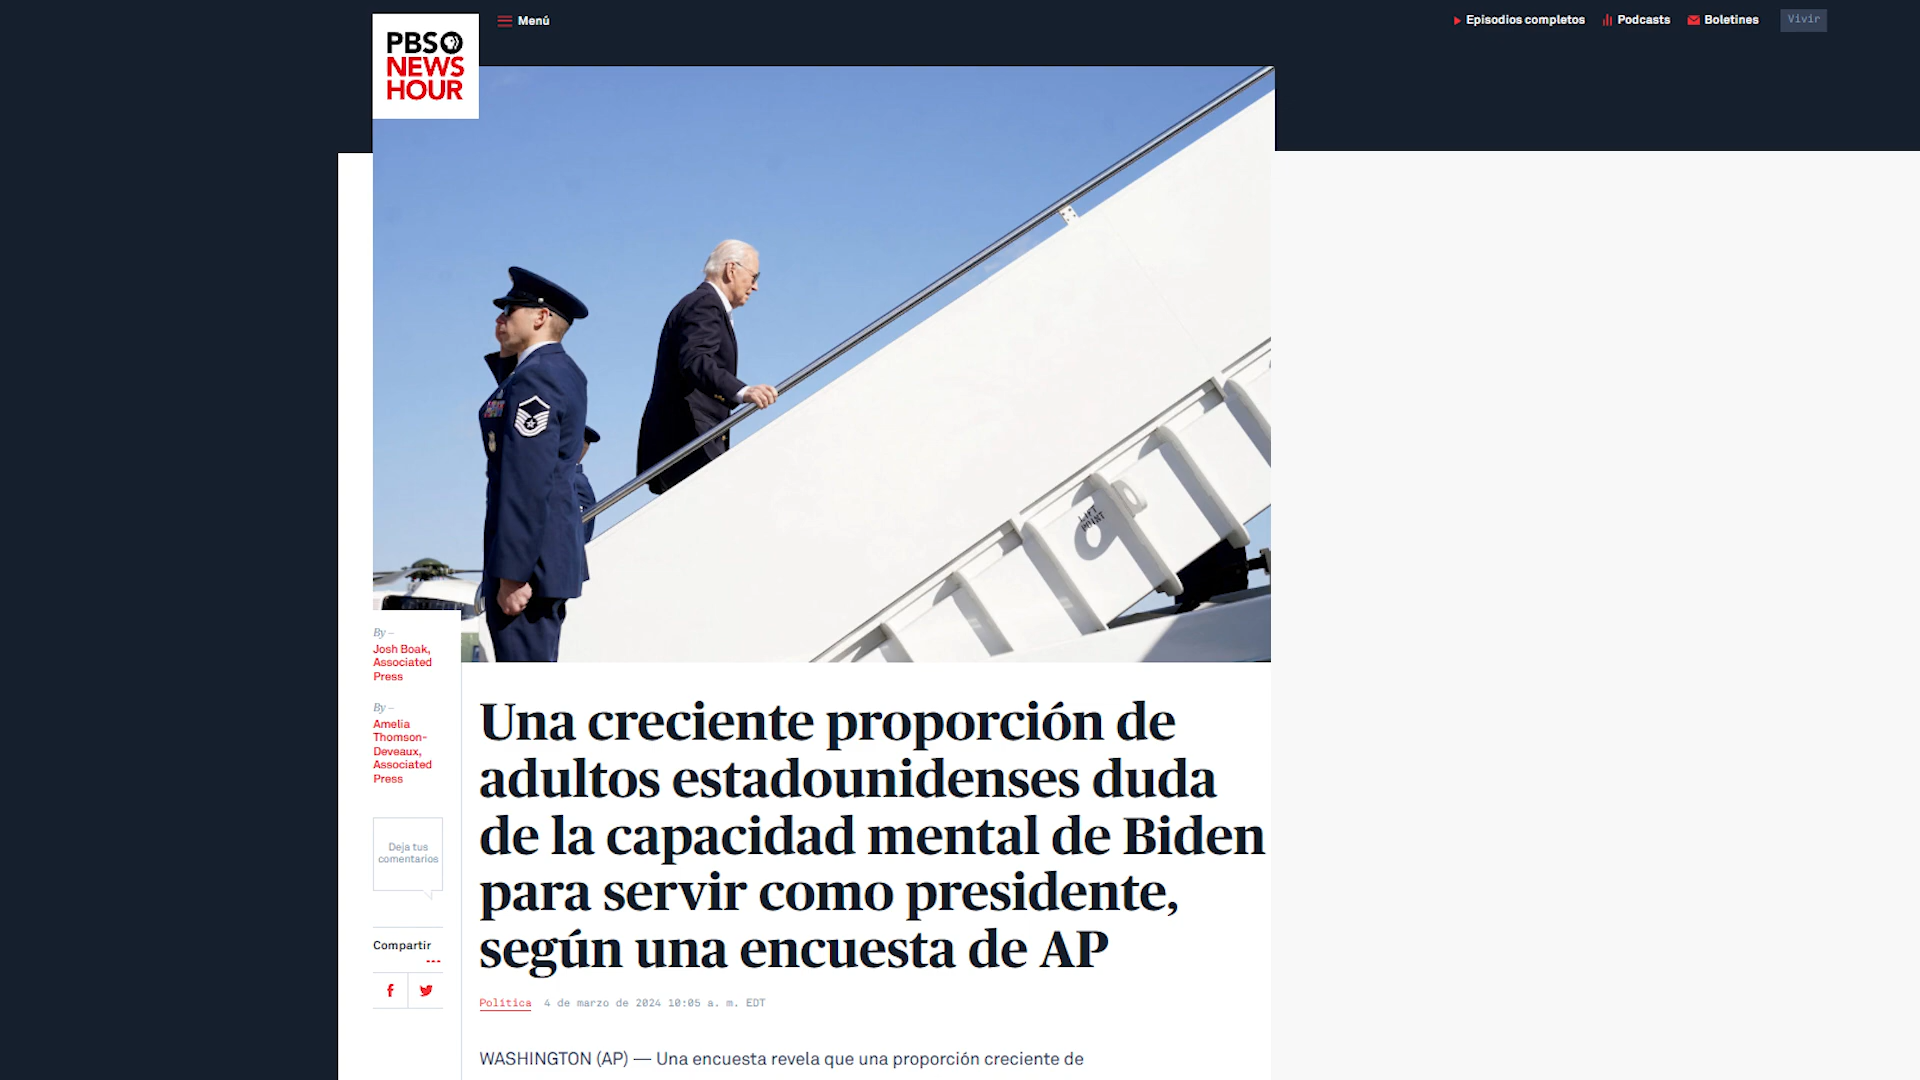 PBS
NEWS
HOUR
Menú
Episodios completos
Podcasts
Boletines
Vivir
LIFT
POINT
By –
Josh Boak,
Associated
Press
By –
Amelia
Thomson-
Deveaux,
Associated
Press
Deja tus
comentarios
Compartir
Una creciente proporción de
adultos estadounidenses duda
de la capacidad mental de Biden
para servir como presidente,
según una encuesta de AP
Política 4 de marzo de 2024 10:05 a. m. EDT
WASHINGTON (AP) — Una encuesta revela que una proporción creciente de